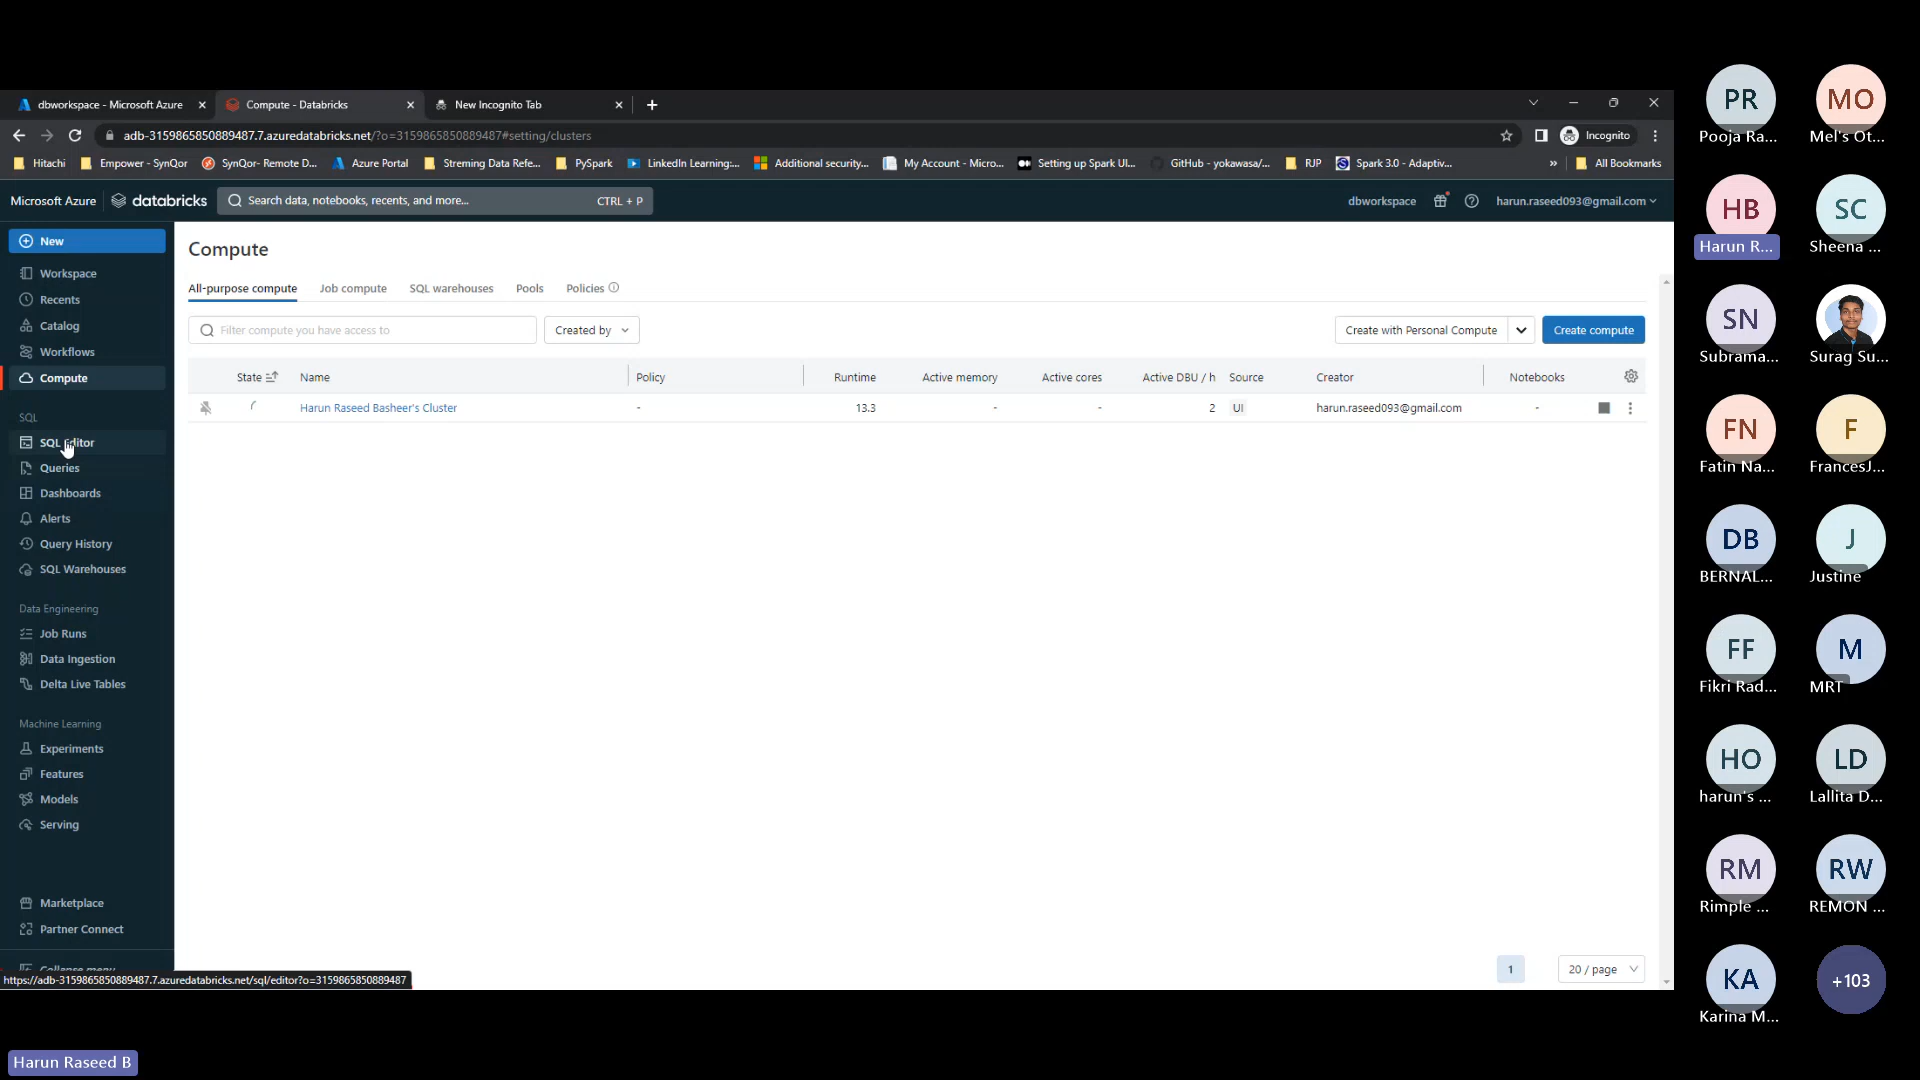 dbworkspace - Microsoft Azure
Compute - Databricks
New Incognito Tab
adb-3159865850889487.7.azuredatabricks.net/?o=3159865850889487#setting/clusters
Incognito
Hitachi
Empower - SynQor
SynQor- Remote D...
Azure Portal
Streming Data Refe...
PySpark
LinkedIn Learning:...
Additional security...
My Account - Micro...
Setting up Spark UI...
GitHub - yokawasa/...
RJP
Spark 3.0 - Adaptiv...
»
All Bookmarks
Microsoft Azure
databricks
Search data, notebooks, recents, and more...
CTRL + P
dbworkspace
harun.raseed093@gmail.com
New
Workspace
Recents
Catalog
Workflows
Compute
SQL
SQL Editor
Queries
Dashboards
Alerts
Query History
SQL Warehouses
Data Engineering
Job Runs
Data Ingestion
Delta Live Tables
Machine Learning
Experiments
Features
Models
Serving
Marketplace
Partner Connect
Collapse menu
https://adb-3159865850889487.7.azuredatabricks.net/sql/editor?o=3159865850889487
Compute
All-purpose compute
Job compute
SQL warehouses
Pools
Policies
Filter compute you have access to
Created by
Create with Personal Compute
Create compute
State
Name
Policy
Runtime
Active memory
Active cores
Active DBU / h
Source
Creator
Notebooks
Harun Raseed Basheer's Cluster
-
13.3
-
-
2
UI
harun.raseed093@gmail.com
-
1
20 / page
PR
Pooja Ra...
MO
Mel's Ot...
HB
Harun R...
SC
Sheena ...
SN
Subrama...
Surag Su...
FN
Fatin Na...
F
FrancesJ...
DB
BERNAL...
J
Justine
FF
Fikri Rad...
M
MRT
HO
harun's ...
LD
Lallita D...
RM
Rimple ...
RW
REMON ...
KA
Karina M...
+103
Harun Raseed B